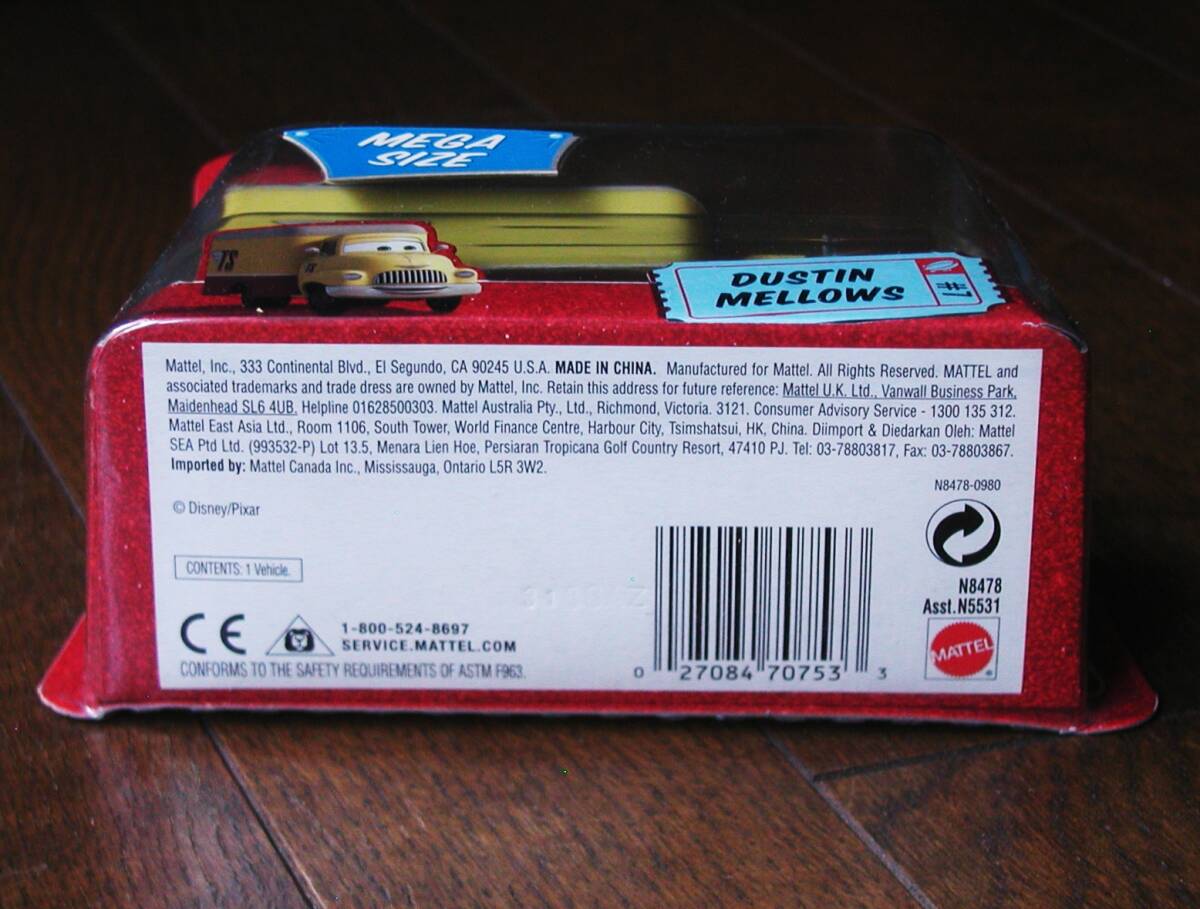 MEGA
SIZE
TS
DUSTIN
MELLOWS
#7
Mattel, Inc., 333 Continental Blvd., El Segundo, CA 90245 U.S.A. MADE IN CHINA. Manufactured for Mattel. All Rights Reserved. MATTEL and
associated trademarks and trade dress are owned by Mattel, Inc. Retain this address for future reference: Mattel U.K. Ltd., Vanwall Business Park,
Maidenhead SL6 4UB. Helpline 01628500303. Mattel Australia Pty., Ltd., Richmond, Victoria. 3121. Consumer Advisory Service - 1300 135 312.
Mattel East Asia Ltd., Room 1106, South Tower, World Finance Centre, Harbour City, Tsimshatsui, HK, China. Diimport & Diedarkan Oleh: Mattel
SEA Ptd Ltd. (993532-P) Lot 13.5, Menara Lien Hoe, Persiaran Tropicana Golf Country Resort, 47410 PJ. Tel: 03-78803817, Fax: 03-78803867.
Imported by: Mattel Canada Inc., Mississauga, Ontario L5R 3W2.
N8478-0980
© Disney/Pixar
CONTENTS: 1 Vehicle.
N8478
Asst.N5531
CE
1-800-524-8697
SERVICE.MATTEL.COM
CONFORMS TO THE SAFETY REQUIREMENTS OF ASTM F963.
0 27084 70753 3
MATTEL